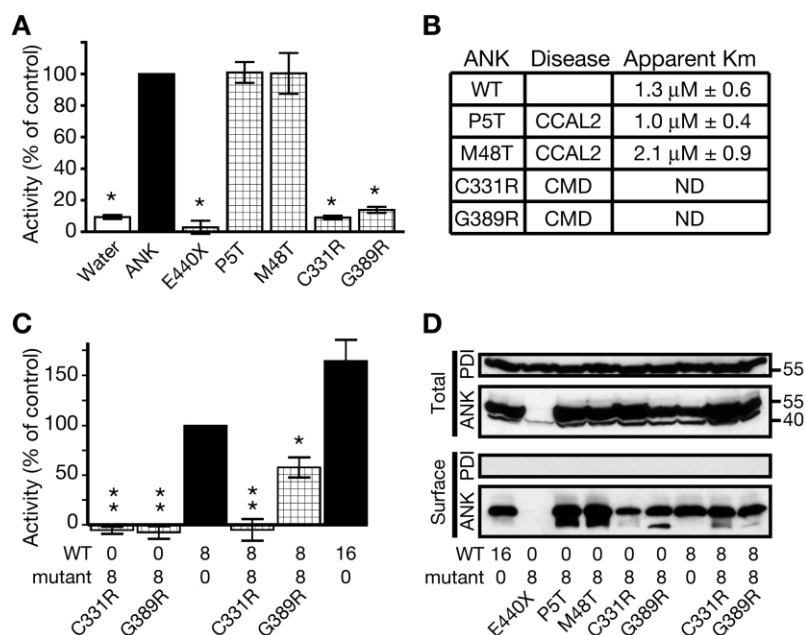 A
Activity (% of control)
100
80
60
40
20
0
*
*
*
*
Water
ANK
E440X
P5T
M48T
C331R
G389R
B
ANK Disease Apparent Km
WT 1.3 μM ± 0.6
P5T CCAL2 1.0 μM ± 0.4
M48T CCAL2 2.1 μM ± 0.9
C331R CMD ND
G389R CMD ND
C
Activity (% of control)
150
100
50
0
* *
* *
* *
*
WT 0 0 8 8 8 16
mutant 8 8 0 8 8 0
C331R
G389R
C331R
G389R
D
Total
PDI
55
ANK
55
40
Surface
PDI
ANK
WT 16 0 0 0 0 0 8 8 8
mutant 0 8 8 8 8 8 0 8 8
E440X
P5T
M48T
C331R
G389R
C331R
G389R